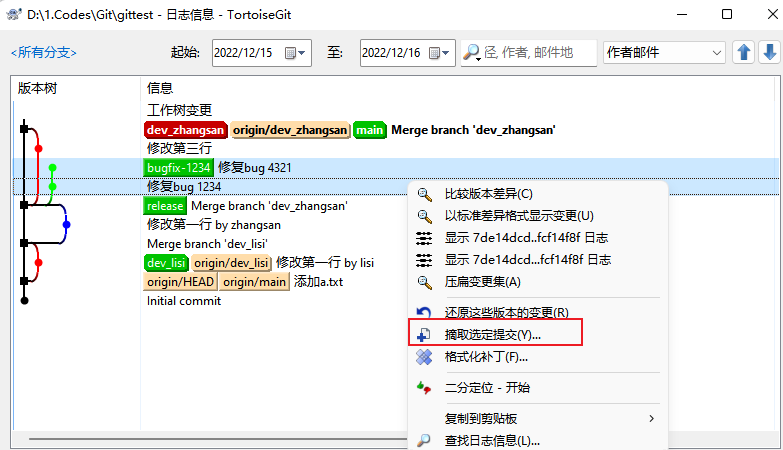 D:\1.Codes\Git\gittest - 日志信息 - TortoiseGit
<所有分支> 起始: 2022/12/15 至: 2022/12/16 径, 作者, 邮件地 作者邮件
版本树 信息
工作树变更
dev_zhangsan origin/dev_zhangsan main Merge branch 'dev_zhangsan'
修改第三行
bugfix-1234 修复bug 4321
修复bug 1234
release Merge branch 'dev_zhangsan'
修改第一行 by zhangsan
Merge branch 'dev_lisi'
dev_lisi origin/dev_lisi 修改第一行 by lisi
origin/HEAD origin/main 添加a.txt
Initial commit
比较版本差异(C)
以标准差异格式显示变更(U)
显示 7de14dcd..fcf14f8f 日志
显示 7de14dcd...fcf14f8f 日志
压扁变更集(A)
还原这些版本的变更(R)
摘取选定提交(Y)...
格式化补丁(F)...
二分定位 - 开始
复制到剪贴板
查找日志信息(L)...